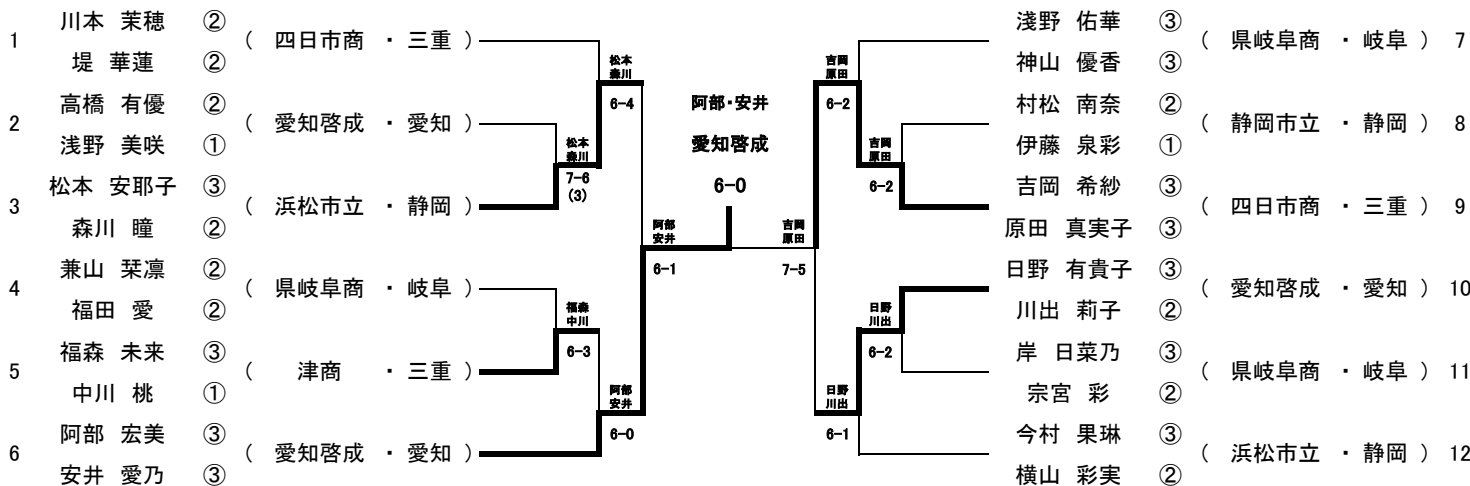 川本 茉穂 ②
1 ( 四日市商 ・ 三重 )
堤 華蓮 ②
高橋 有優 ②
2 ( 愛知啓成 ・ 愛知 )
浅野 美咲 ①
松本 安耶子 ③
3 ( 浜松市立 ・ 静岡 )
森川 瞳 ②
兼山 栞凛 ②
4 ( 県岐阜商 ・ 岐阜 )
福田 愛 ②
福森 未来 ③
5 ( 津商 ・ 三重 )
中川 桃 ①
阿部 宏美 ③
6 ( 愛知啓成 ・ 愛知 )
安井 愛乃 ③
松本
森川
6-4
松本
森川
7-6
(3)
福森
中川
6-3
阿部
安井
6-0
阿部
安井
6-1
阿部・安井
愛知啓成
6-0
吉岡
原田
7-5
吉岡
原田
6-2
吉岡
原田
6-2
日野
川出
6-2
日野
川出
6-1
淺野 佑華 ③
( 県岐阜商 ・ 岐阜 ) 7
神山 優香 ③
村松 南奈 ②
( 静岡市立 ・ 静岡 ) 8
伊藤 泉彩 ①
吉岡 希紗 ③
( 四日市商 ・ 三重 ) 9
原田 真実子 ③
日野 有貴子 ③
( 愛知啓成 ・ 愛知 ) 10
川出 莉子 ②
岸 日菜乃 ③
( 県岐阜商 ・ 岐阜 ) 11
宗宮 彩 ②
今村 果琳 ③
( 浜松市立 ・ 静岡 ) 12
横山 彩実 ②